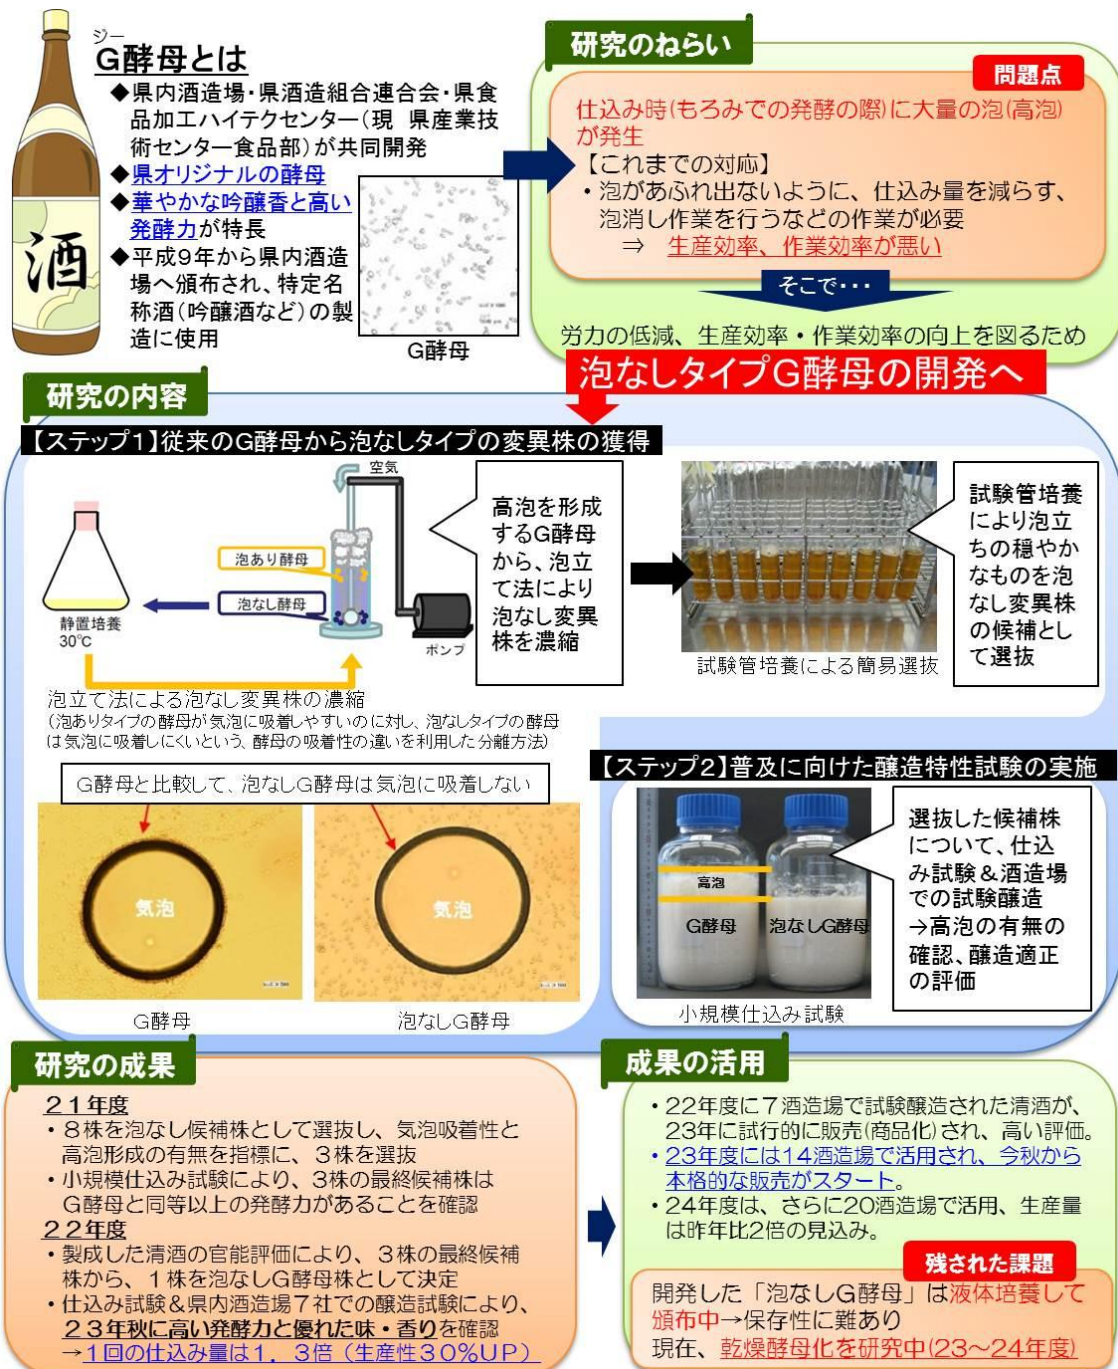 ジー
G酵母とは
◆県内酒造場・県酒造組合連合会・県食
品加工ハイテクセンター(現 県産業技
術センター食品部)が共同開発
◆県オリジナルの酵母
◆華やかな吟醸香と高い
発酵力が特長
◆平成9年から県内酒造
場へ頒布され、特定名
称酒(吟醸酒など)の製
造に使用
酒
G酵母
研究のねらい
問題点
仕込み時(もろみでの発酵の際)に大量の泡(高泡)
が発生
【これまでの対応】
・泡があふれ出ないように、仕込み量を減らす、
泡消し作業を行うなどの作業が必要
⇒ 生産効率、作業効率が悪い
そこで・・・
労力の低減、生産効率・作業効率の向上を図るため
泡なしタイプG酵母の開発へ
研究の内容
【ステップ1】従来のG酵母から泡なしタイプの変異株の獲得
空気
泡あり酵母
泡なし酵母
静置培養
30℃
ポンプ
高泡を形成
するG酵母
から、泡立
て法により
泡なし変異
株を濃縮
試験管培養による簡易選抜
試験管培養
により泡立
ちの穏やか
なものを泡
なし変異株
の候補とし
て選抜
泡立て法による泡なし変異株の濃縮
(泡ありタイプの酵母が気泡に吸着しやすいのに対し、泡なしタイプの酵母
は気泡に吸着しにくいという、酵母の吸着性の違いを利用した分離方法)
G酵母と比較して、泡なしG酵母は気泡に吸着しない
気泡
気泡
G酵母
泡なしG酵母
【ステップ2】普及に向けた醸造特性試験の実施
高泡
G酵母
泡なしG酵母
小規模仕込み試験
選抜した候補株
について、仕込
み試験&酒造場
での試験醸造
→高泡の有無の
確認、醸造適正
の評価
研究の成果
21年度
・8株を泡なし候補株として選抜し、気泡吸着性と
高泡形成の有無を指標に、3株を選抜
・小規模仕込み試験により、3株の最終候補株は
G酵母と同等以上の発酵力があることを確認
22年度
・製成した清酒の官能評価により、3株の最終候補
株から、1株を泡なしG酵母株として決定
・仕込み試験&県内酒造場7社での醸造試験により、
23年秋に高い発酵力と優れた味・香りを確認
→1回の仕込み量は1.3倍(生産性30%UP)
成果の活用
・22年度に7酒造場で試験醸造された清酒が、
23年に試行的に販売(商品化)され、高い評価。
・23年度には14酒造場で活用され、今秋から
本格的な販売がスタート。
・24年度は、さらに20酒造場で活用、生産量
は昨年比2倍の見込み。
残された課題
開発した「泡なしG酵母」は液体培養して
頒布中→保存性に難あり
現在、乾燥酵母化を研究中(23~24年度)